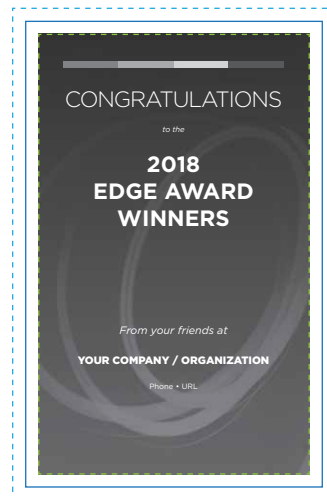 CONGRATULATIONS
to the
2018
EDGE AWARD
WINNERS
From your friends at
YOUR COMPANY / ORGANIZATION
Phone • URL